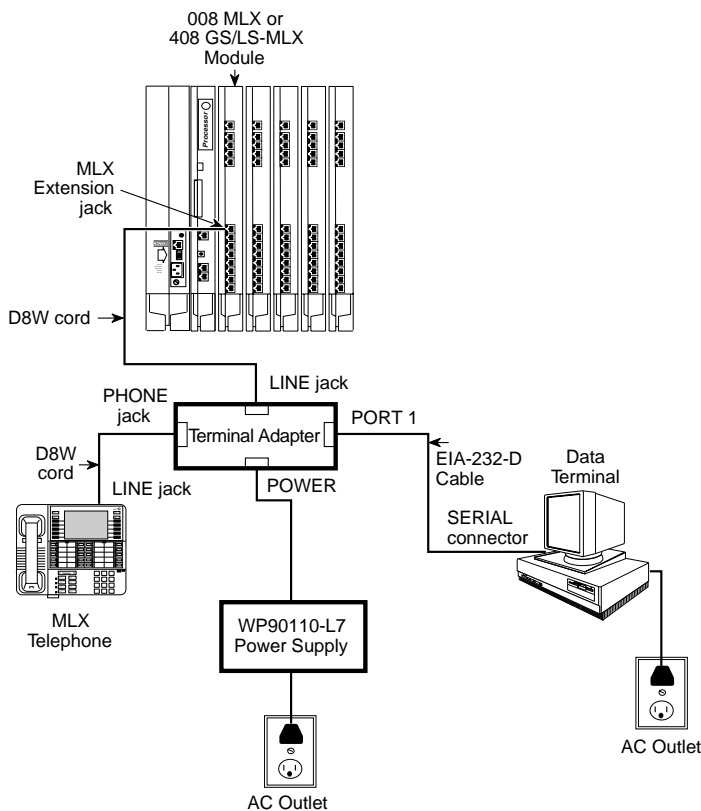 008 MLX or
408 GS/LS-MLX
Module
Processor
MLX
Extension
jack
D8W cord
LINE jack
PHONE
jack
Terminal Adapter
PORT 1
D8W
cord
LINE jack
POWER
EIA-232-D
Cable
Data
Terminal
SERIAL
connector
MLX
Telephone
WP90110-L7
Power Supply
AC Outlet
AC Outlet